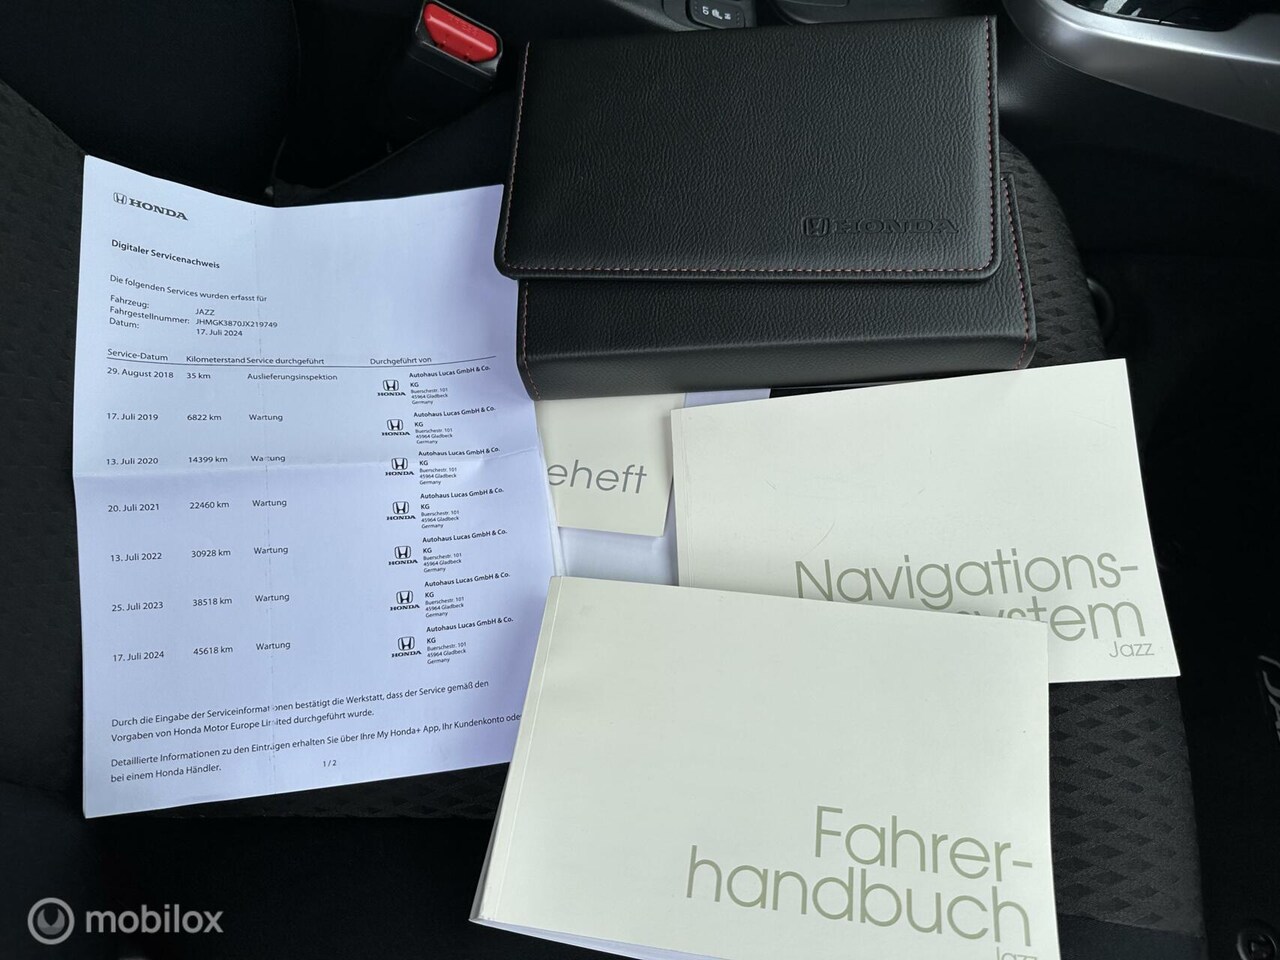 HONDA
Digitaler Servicenachweis
Die folgenden Services wurden erfasst für
Fahrzeug: JAZZ
Fahrgestellnummer: JHMGK3870JX219749
Datum: 17. Juli 2024
Service-Datum Kilometerstand Service durchgeführt Durchgeführt von
29. August 2018 35 km Auslieferungsinspektion HONDA Autohaus Lucas GmbH & Co.
KG
Buerschestr. 101
45964 Gladbeck
Germany
17. Juli 2019 6822 km Wartung HONDA Autohaus Lucas GmbH & Co.
KG
Buerschestr. 101
45964 Gladbeck
Germany
13. Juli 2020 14399 km Wartung HONDA Autohaus Lucas GmbH & Co.
KG
Buerschestr. 101
45964 Gladbeck
Germany
20. Juli 2021 22460 km Wartung HONDA Autohaus Lucas GmbH & Co.
KG
Buerschestr. 101
45964 Gladbeck
Germany
13. Juli 2022 30928 km Wartung HONDA Autohaus Lucas GmbH & Co.
KG
Buerschestr. 101
45964 Gladbeck
Germany
25. Juli 2023 38518 km Wartung HONDA Autohaus Lucas GmbH & Co.
KG
Buerschestr. 101
45964 Gladbeck
Germany
17. Juli 2024 45618 km Wartung HONDA Autohaus Lucas GmbH & Co.
KG
Buerschestr. 101
45964 Gladbeck
Germany
Durch die Eingabe der Serviceinformationen bestätigt die Werkstatt, dass der Service gemäß den
Vorgaben von Honda Motor Europe Limited durchgeführt wurde.
Detaillierte Informationen zu den Einträgen erhalten Sie über Ihre My Honda+ App, Ihr Kundenkonto oder
bei einem Honda Händler.
1 / 2
HONDA
eheft
Navigations-
system
Jazz
Fahrer-
handbuch
Jazz
mobilox